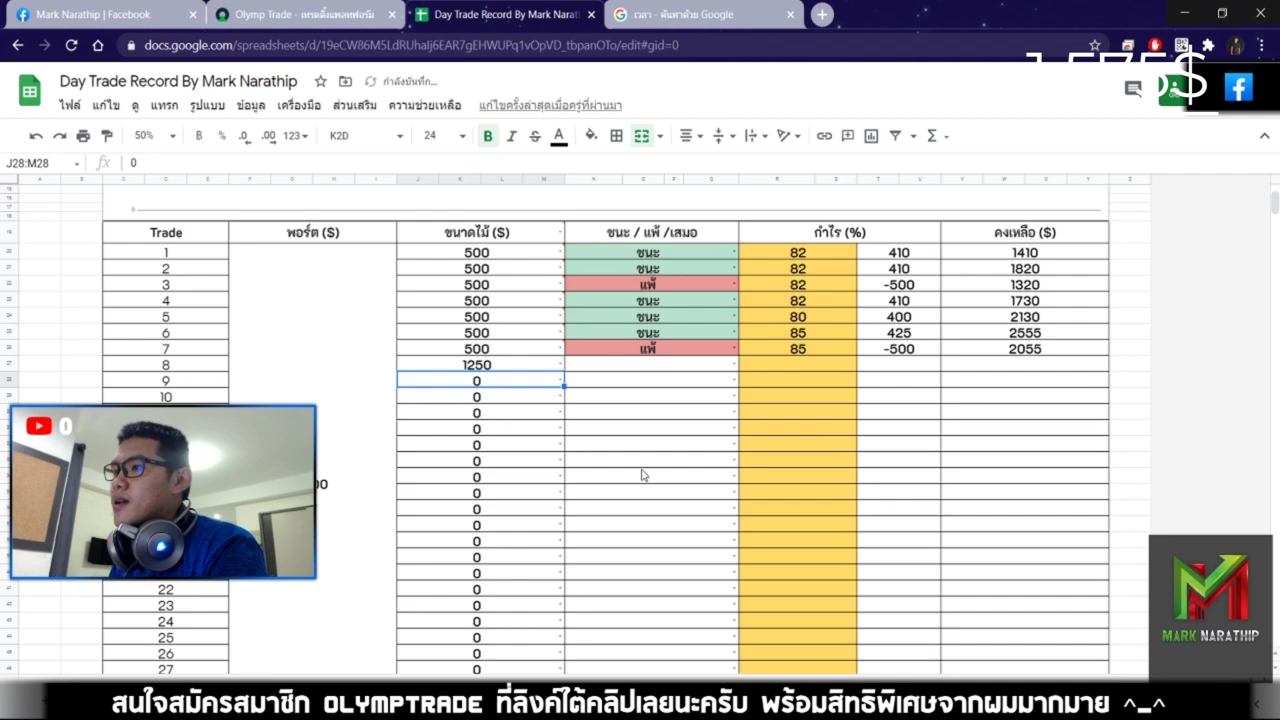 Mark Narathip | Facebook
Olymp Trade - เทรดดิ้งแพลตฟอร์ม
Day Trade Record By Mark Narat
เวลา - ค้นหาด้วย Google
docs.google.com/spreadsheets/d/19eCW86M5LdRUhaIj6EAR7gEHWUPq1vOpVD_tbpanOTo/edit#gid=0
Day Trade Record By Mark Narathip
กำลังบันทึก...
ไฟล์ แก้ไข ดู แทรก รูปแบบ ข้อมูล เครื่องมือ ส่วนเสริม ความช่วยเหลือ แก้ไขครั้งล่าสุดเมื่อครู่ที่ผ่านมา
50% B % .0 .00 123 K2D 24 B I S A
J28:M28 fx 0
Trade พอร์ต ($) ขนาดไม้ ($) ชนะ / แพ้ /เสมอ กำไร (%) คงเหลือ ($)
1 500 ชนะ 82 410 1410
2 500 ชนะ 82 410 1820
3 500 แพ้ 82 -500 1320
4 500 ชนะ 82 410 1730
5 500 ชนะ 80 400 2130
6 500 ชนะ 85 425 2555
7 500 แพ้ 85 -500 2055
8 1250
9 0
10 0
0
0
0
0
0
0
0
0
0
0
0
22 0
23 0
24 0
25 0
26 0
27 0
0
MARK NARATHIP
สนใจสมัครสมาชิก OLYMPTRADE ที่ลิงค์ใต้คลิปเลยนะครับ พร้อมสิทธิพิเศษจากผมมากมาย ^_^